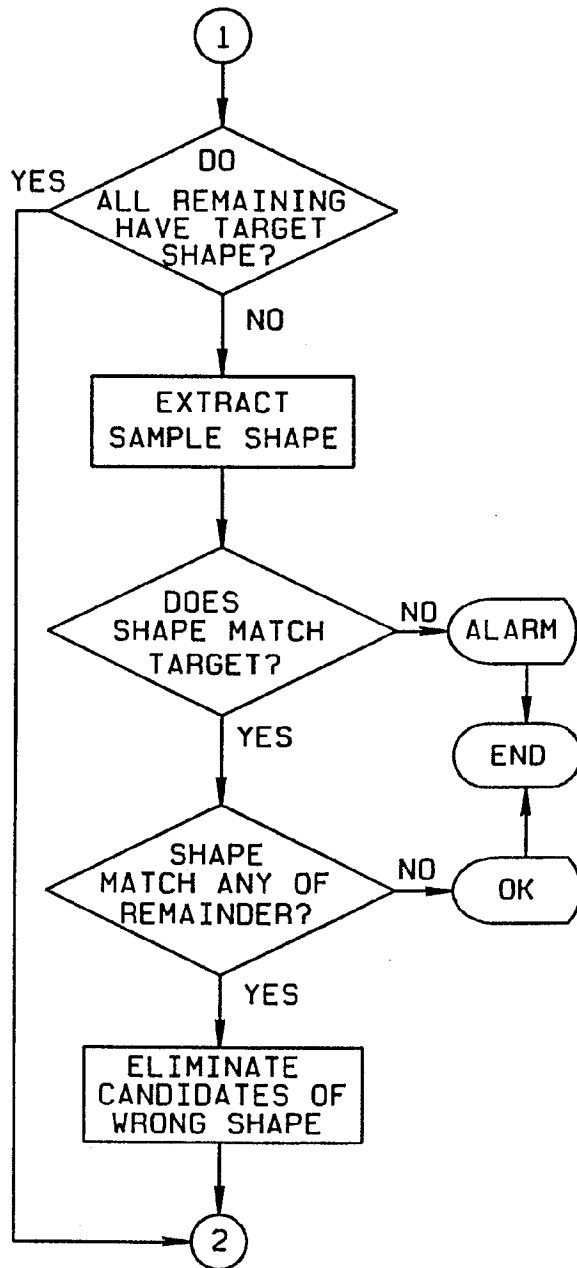 1
DO
ALL REMAINING
HAVE TARGET
SHAPE?
YES
NO
EXTRACT
SAMPLE SHAPE
DOES
SHAPE MATCH
TARGET?
NO
ALARM
YES
END
SHAPE
MATCH ANY OF
REMAINDER?
NO
OK
YES
ELIMINATE
CANDIDATES OF
WRONG SHAPE
2